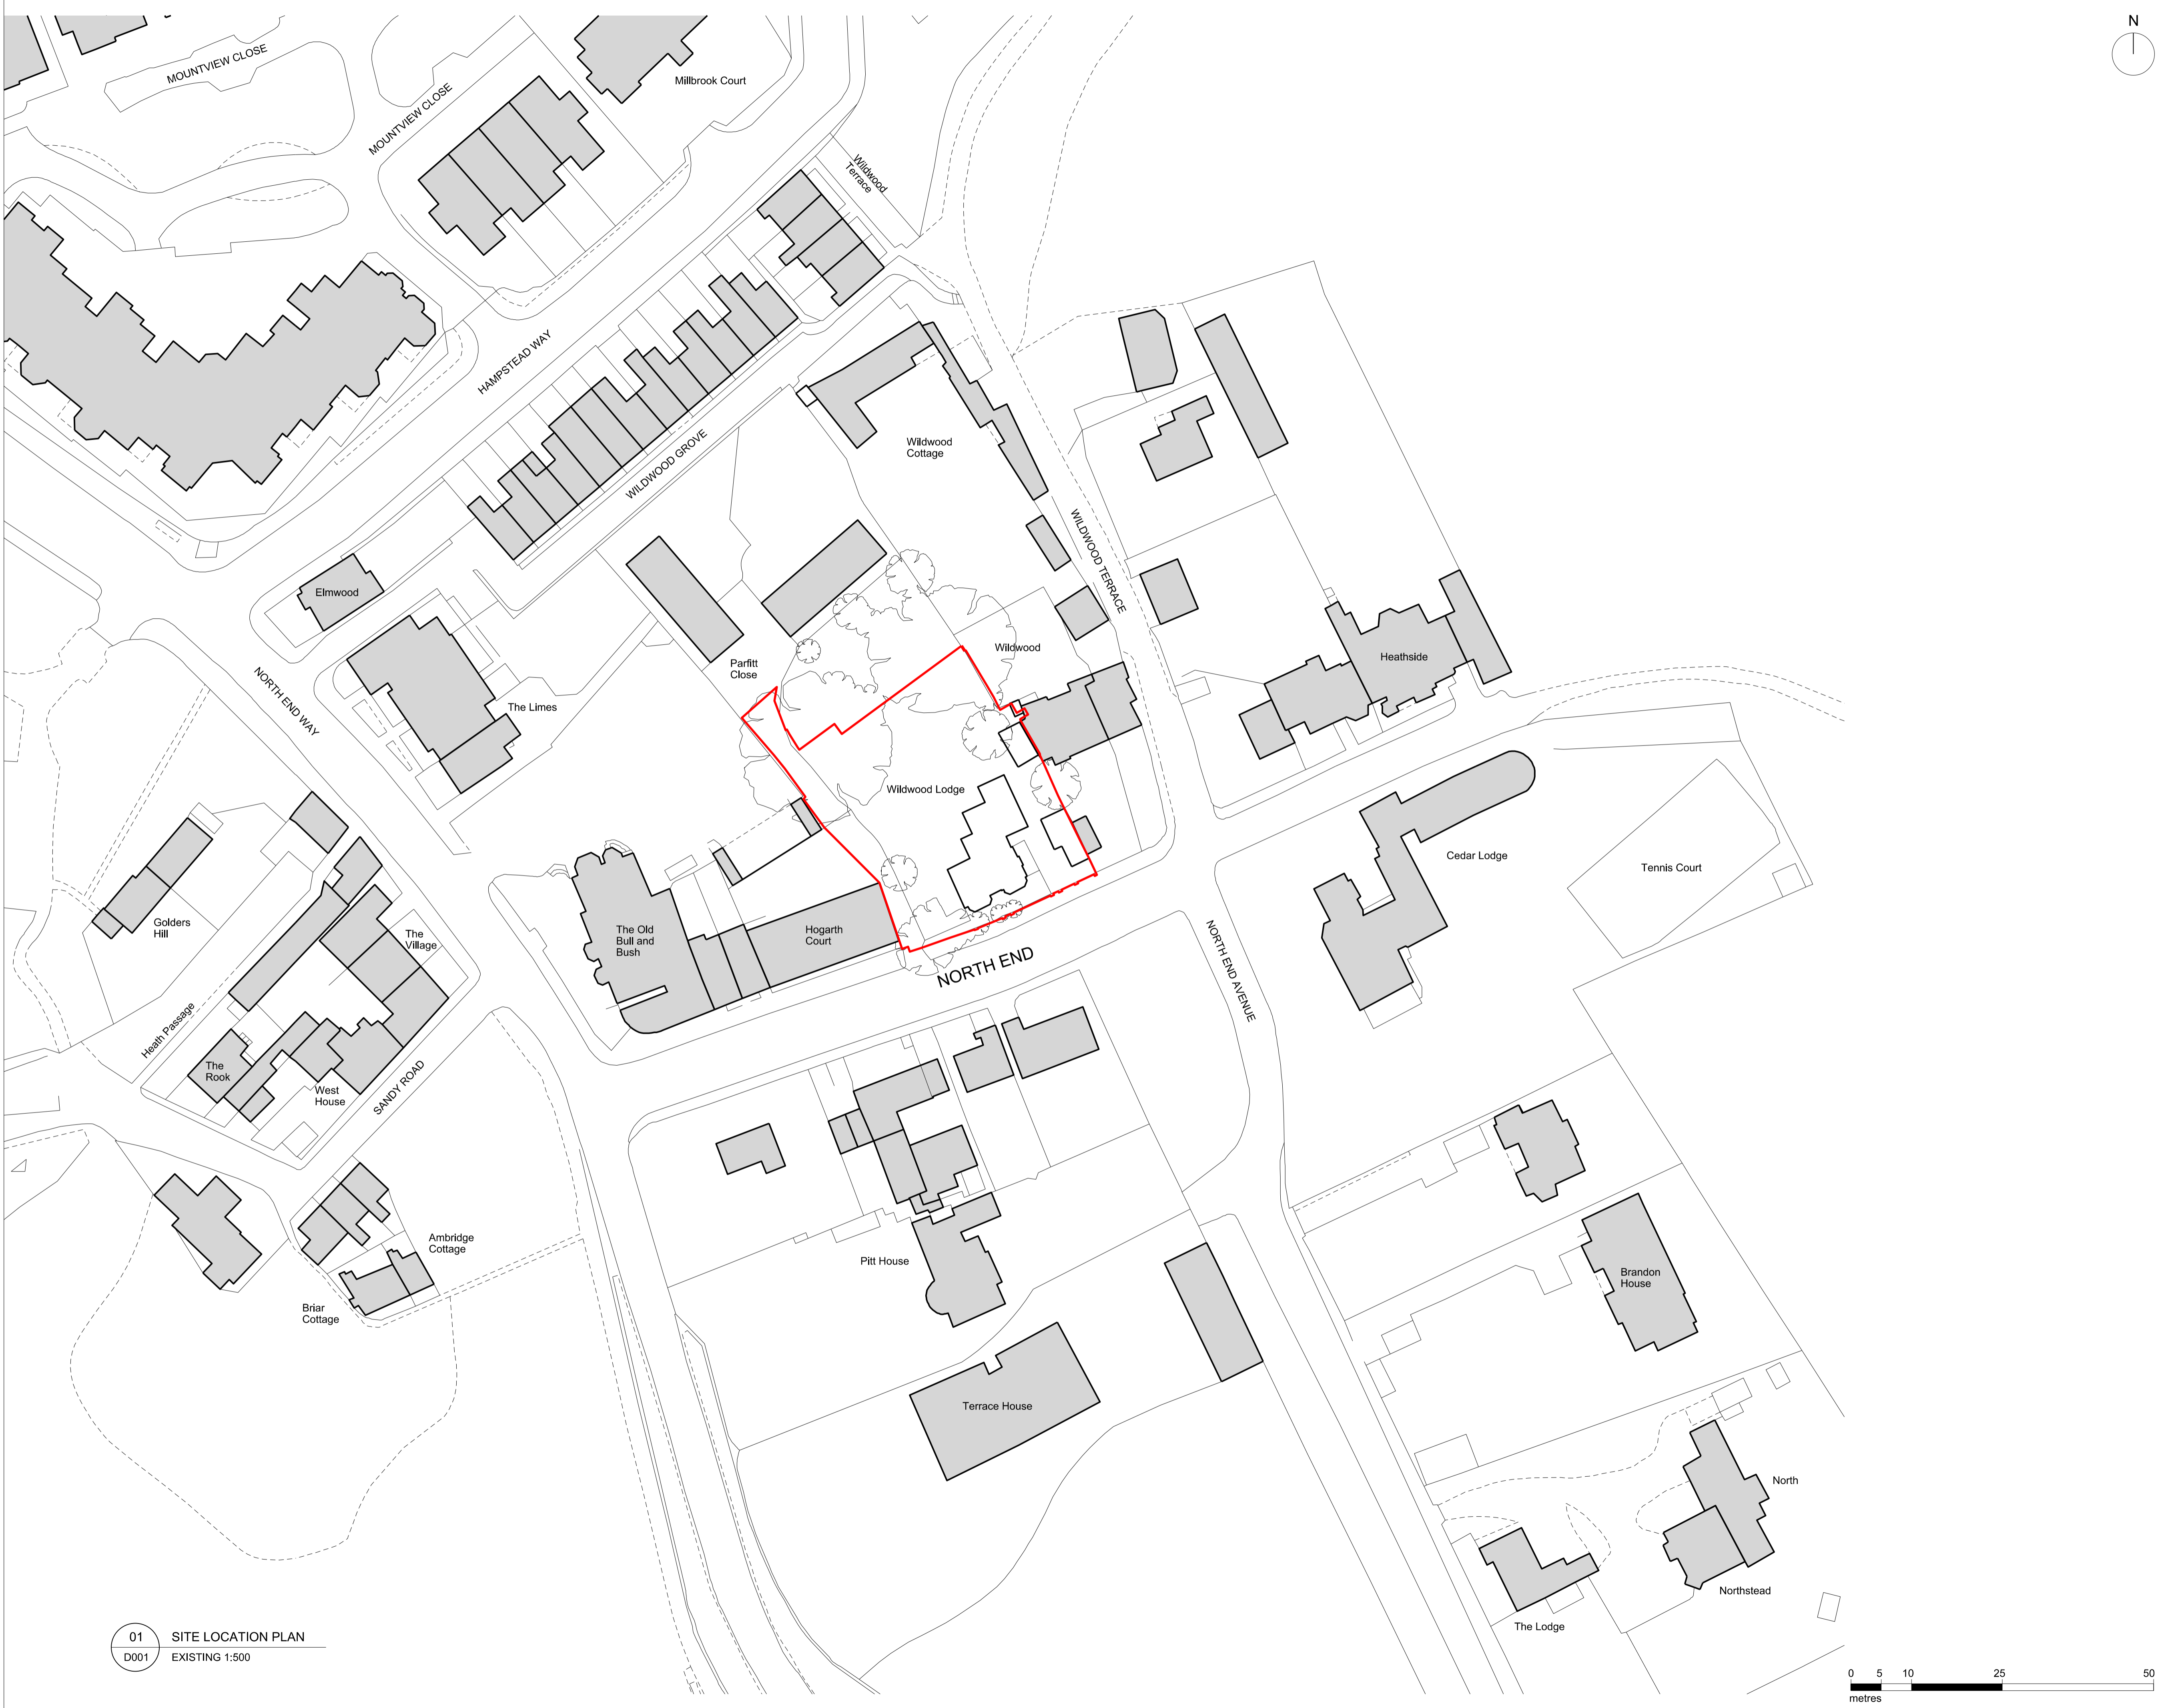 N
MOUNTVIEW CLOSE
MOUNTVIEW CLOSE
Millbrook Court
Wildwood
Terrace
HAMPSTEAD WAY
WILDWOOD GROVE
Wildwood
Cottage
WILDWOOD TERRACE
Elmwood
Wildwood
Heathside
Parfitt
Close
NORTH END WAY
The Limes
Wildwood Lodge
Cedar Lodge
Tennis Court
Golders
Hill
The
Village
The Old
Bull and
Bush
Hogarth
Court
NORTH END
NORTH END AVENUE
Heath Passage
The
Rook
West
House
SANDY ROAD
Ambridge
Cottage
Pitt House
Brandon
House
Briar
Cottage
Terrace House
North
Northstead
The Lodge
01
D001
SITE LOCATION PLAN
EXISTING 1:500
0 5 10 25 50
metres